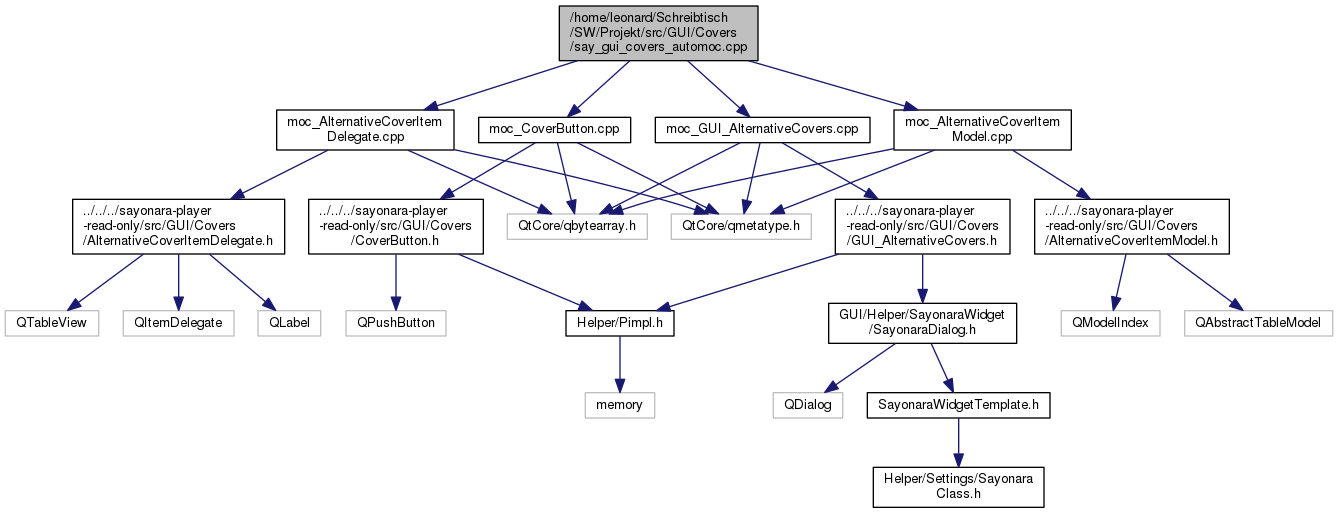 /home/leonard/Schreibtisch
/SW/Projekt/src/GUI/Covers
/say_gui_covers_automoc.cpp
moc_AlternativeCoverItem
Delegate.cpp
moc_CoverButton.cpp
moc_GUI_AlternativeCovers.cpp
moc_AlternativeCoverItem
Model.cpp
../../../sayonara-player
-read-only/src/GUI/Covers
/AlternativeCoverItemDelegate.h
../../../sayonara-player
-read-only/src/GUI/Covers
/CoverButton.h
QtCore/qbytearray.h
QtCore/qmetatype.h
../../../sayonara-player
-read-only/src/GUI/Covers
/GUI_AlternativeCovers.h
../../../sayonara-player
-read-only/src/GUI/Covers
/AlternativeCoverItemModel.h
QTableView
QItemDelegate
QLabel
QPushButton
Helper/Pimpl.h
GUI/Helper/SayonaraWidget
/SayonaraDialog.h
QModelIndex
QAbstractTableModel
memory
QDialog
SayonaraWidgetTemplate.h
Helper/Settings/Sayonara
Class.h